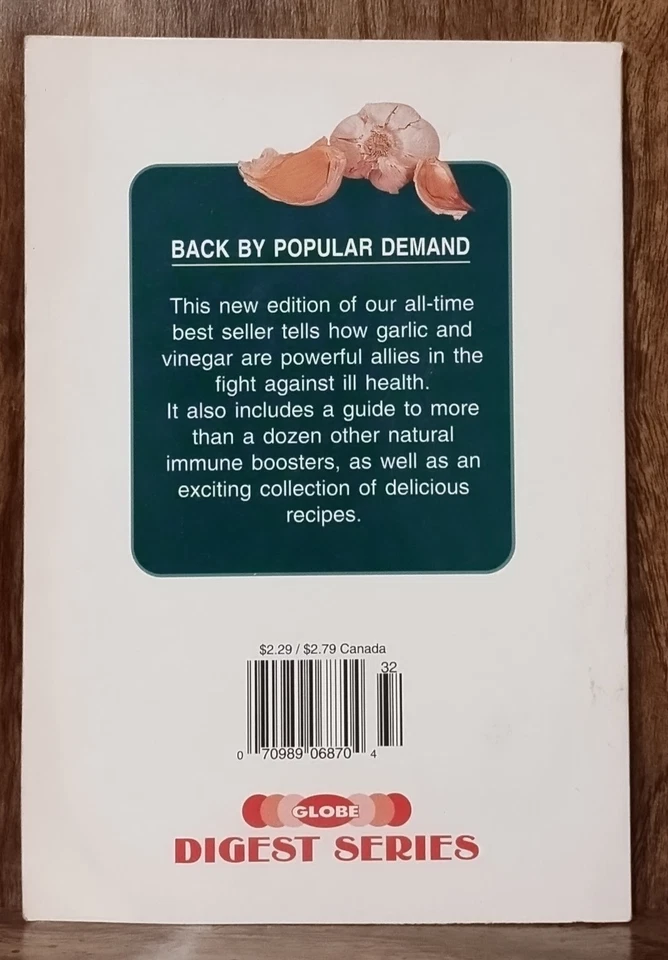 BACK BY POPULAR DEMAND
This new edition of our all-time
best seller tells how garlic and
vinegar are powerful allies in the
fight against ill health.
It also includes a guide to more
than a dozen other natural
immune boosters, as well as an
exciting collection of delicious
recipes.
$2.29 / $2.79 Canada
32
0 70989 06870 4
GLOBE
DIGEST SERIES